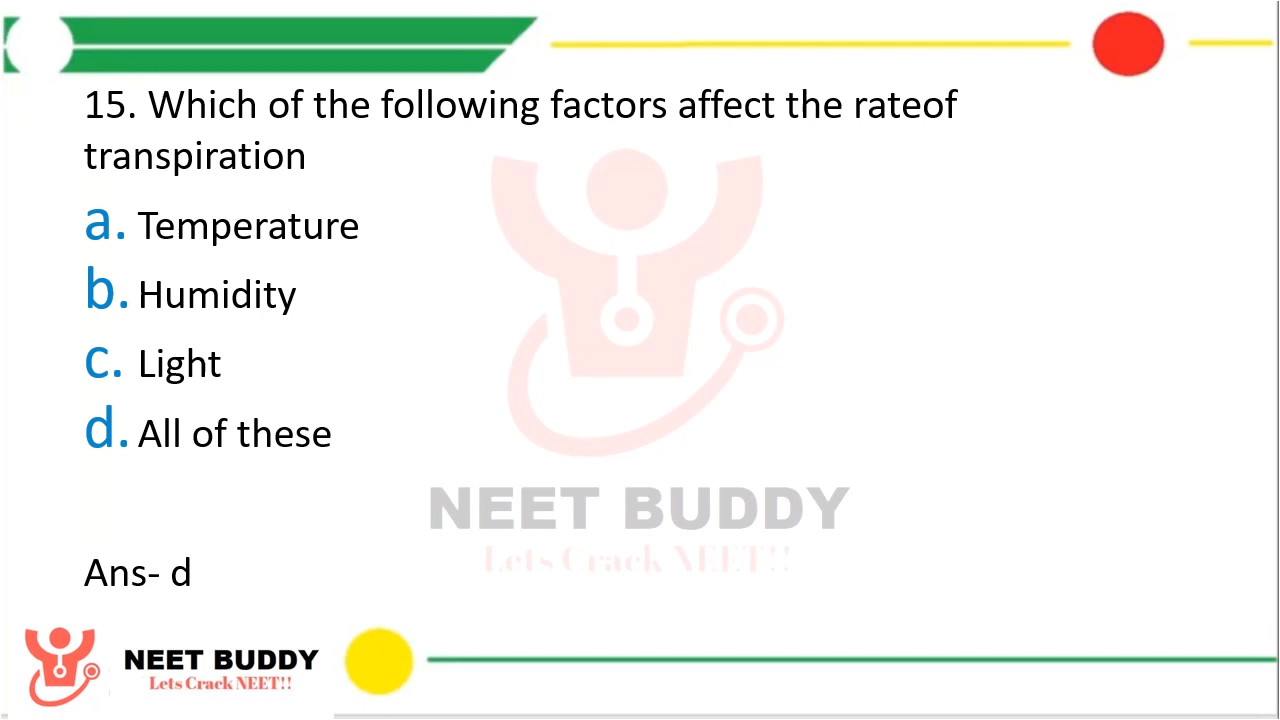 15. Which of the following factors affect the rateof
transpiration
a. Temperature
b. Humidity
c. Light
d. All of these
NEET BUDDY
Lets Crack NEET!!
Ans- d
NEET BUDDY
Lets Crack NEET!!